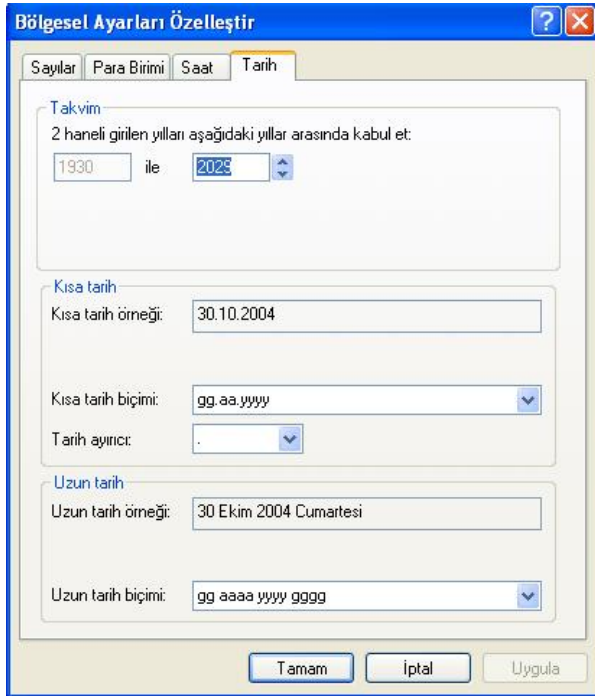 Bölgesel Ayarları Özelleştir
Sayılar Para Birimi Saat Tarih
Takvim
2 haneli girilen yılları aşağıdaki yıllar arasında kabul et:
1930 ile 2029
Kısa tarih
Kısa tarih örneği: 30.10.2004
Kısa tarih biçimi: gg.aa.yyyy
Tarih ayırıcı: .
Uzun tarih
Uzun tarih örneği: 30 Ekim 2004 Cumartesi
Uzun tarih biçimi: gg aaaa yyyy gggg
Tamam İptal Uygula